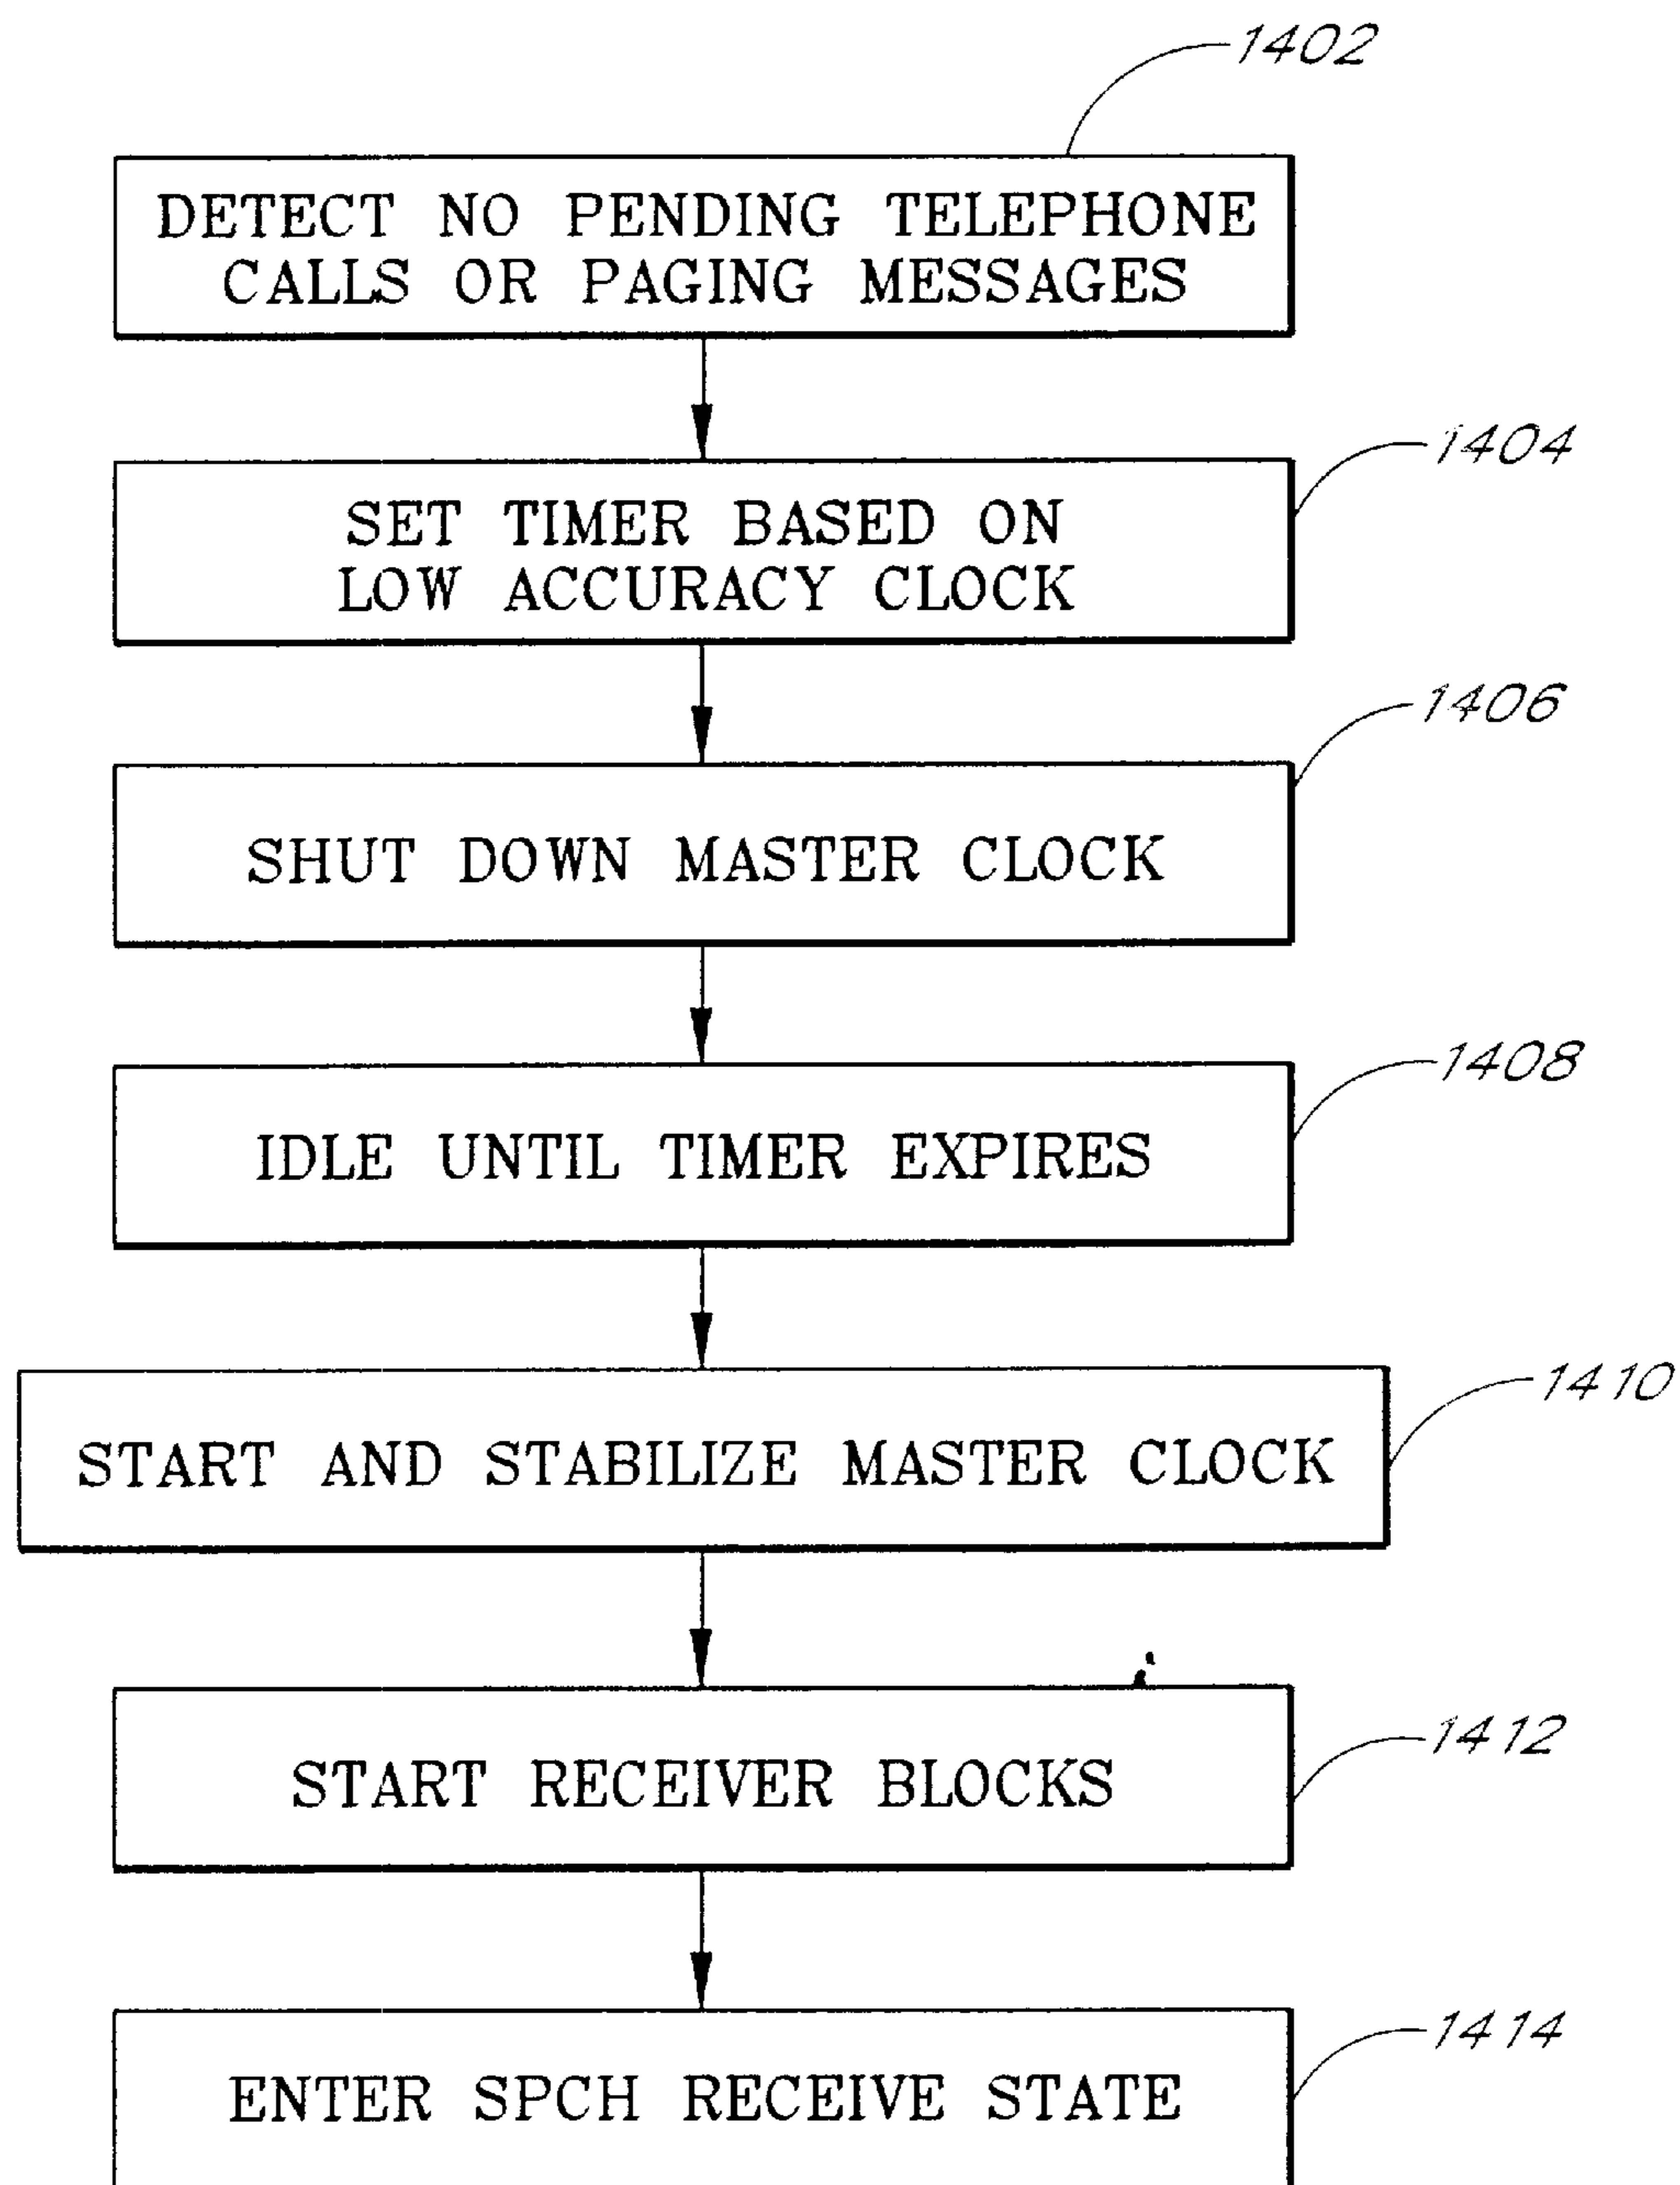 1402
DETECT NO PENDING TELEPHONE
CALLS OR PAGING MESSAGES
1404
SET TIMER BASED ON
LOW ACCURACY CLOCK
1406
SHUT DOWN MASTER CLOCK
1408
IDLE UNTIL TIMER EXPIRES
1410
START AND STABILIZE MASTER CLOCK
1412
START RECEIVER BLOCKS
1414
ENTER SPCH RECEIVE STATE